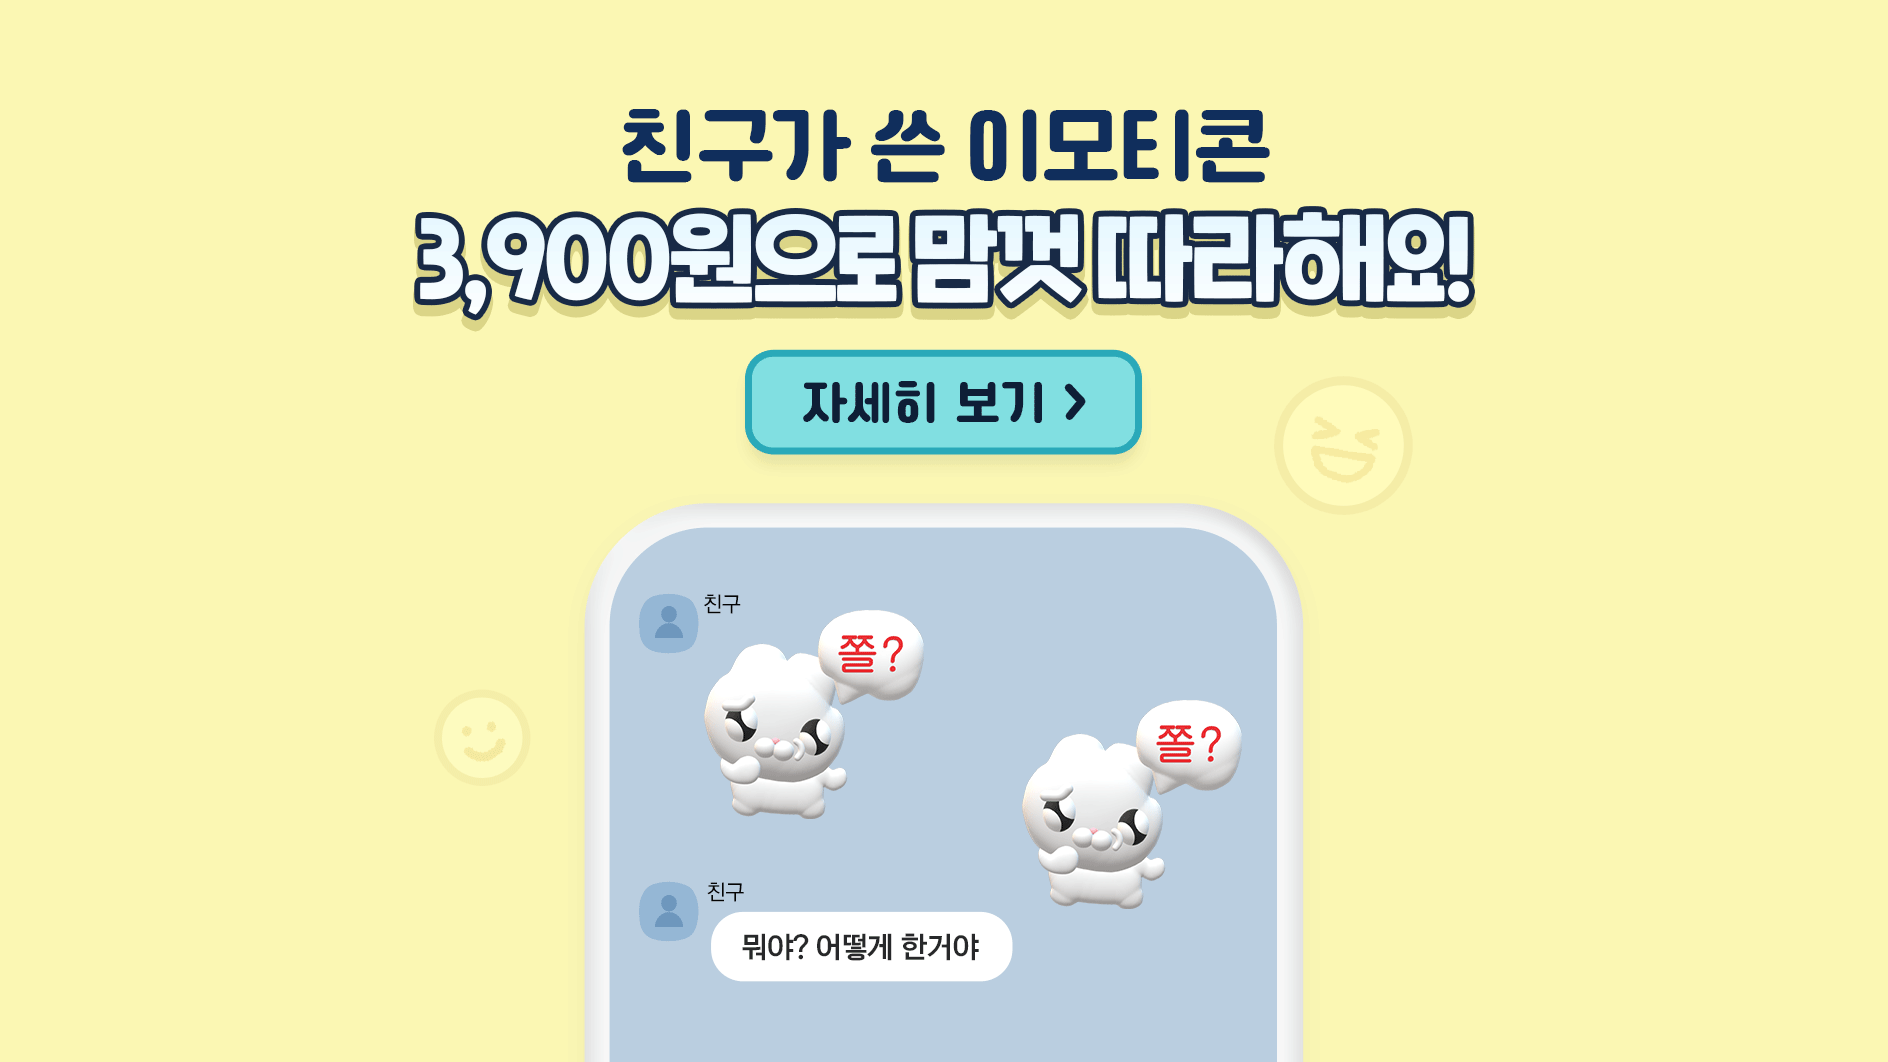 친구가 쓴 이모티콘
3,900원으로 맘껏 따라해요!
자세히 보기 >
친구
쫄?
쫄?
친구
뭐야? 어떻게 한거야